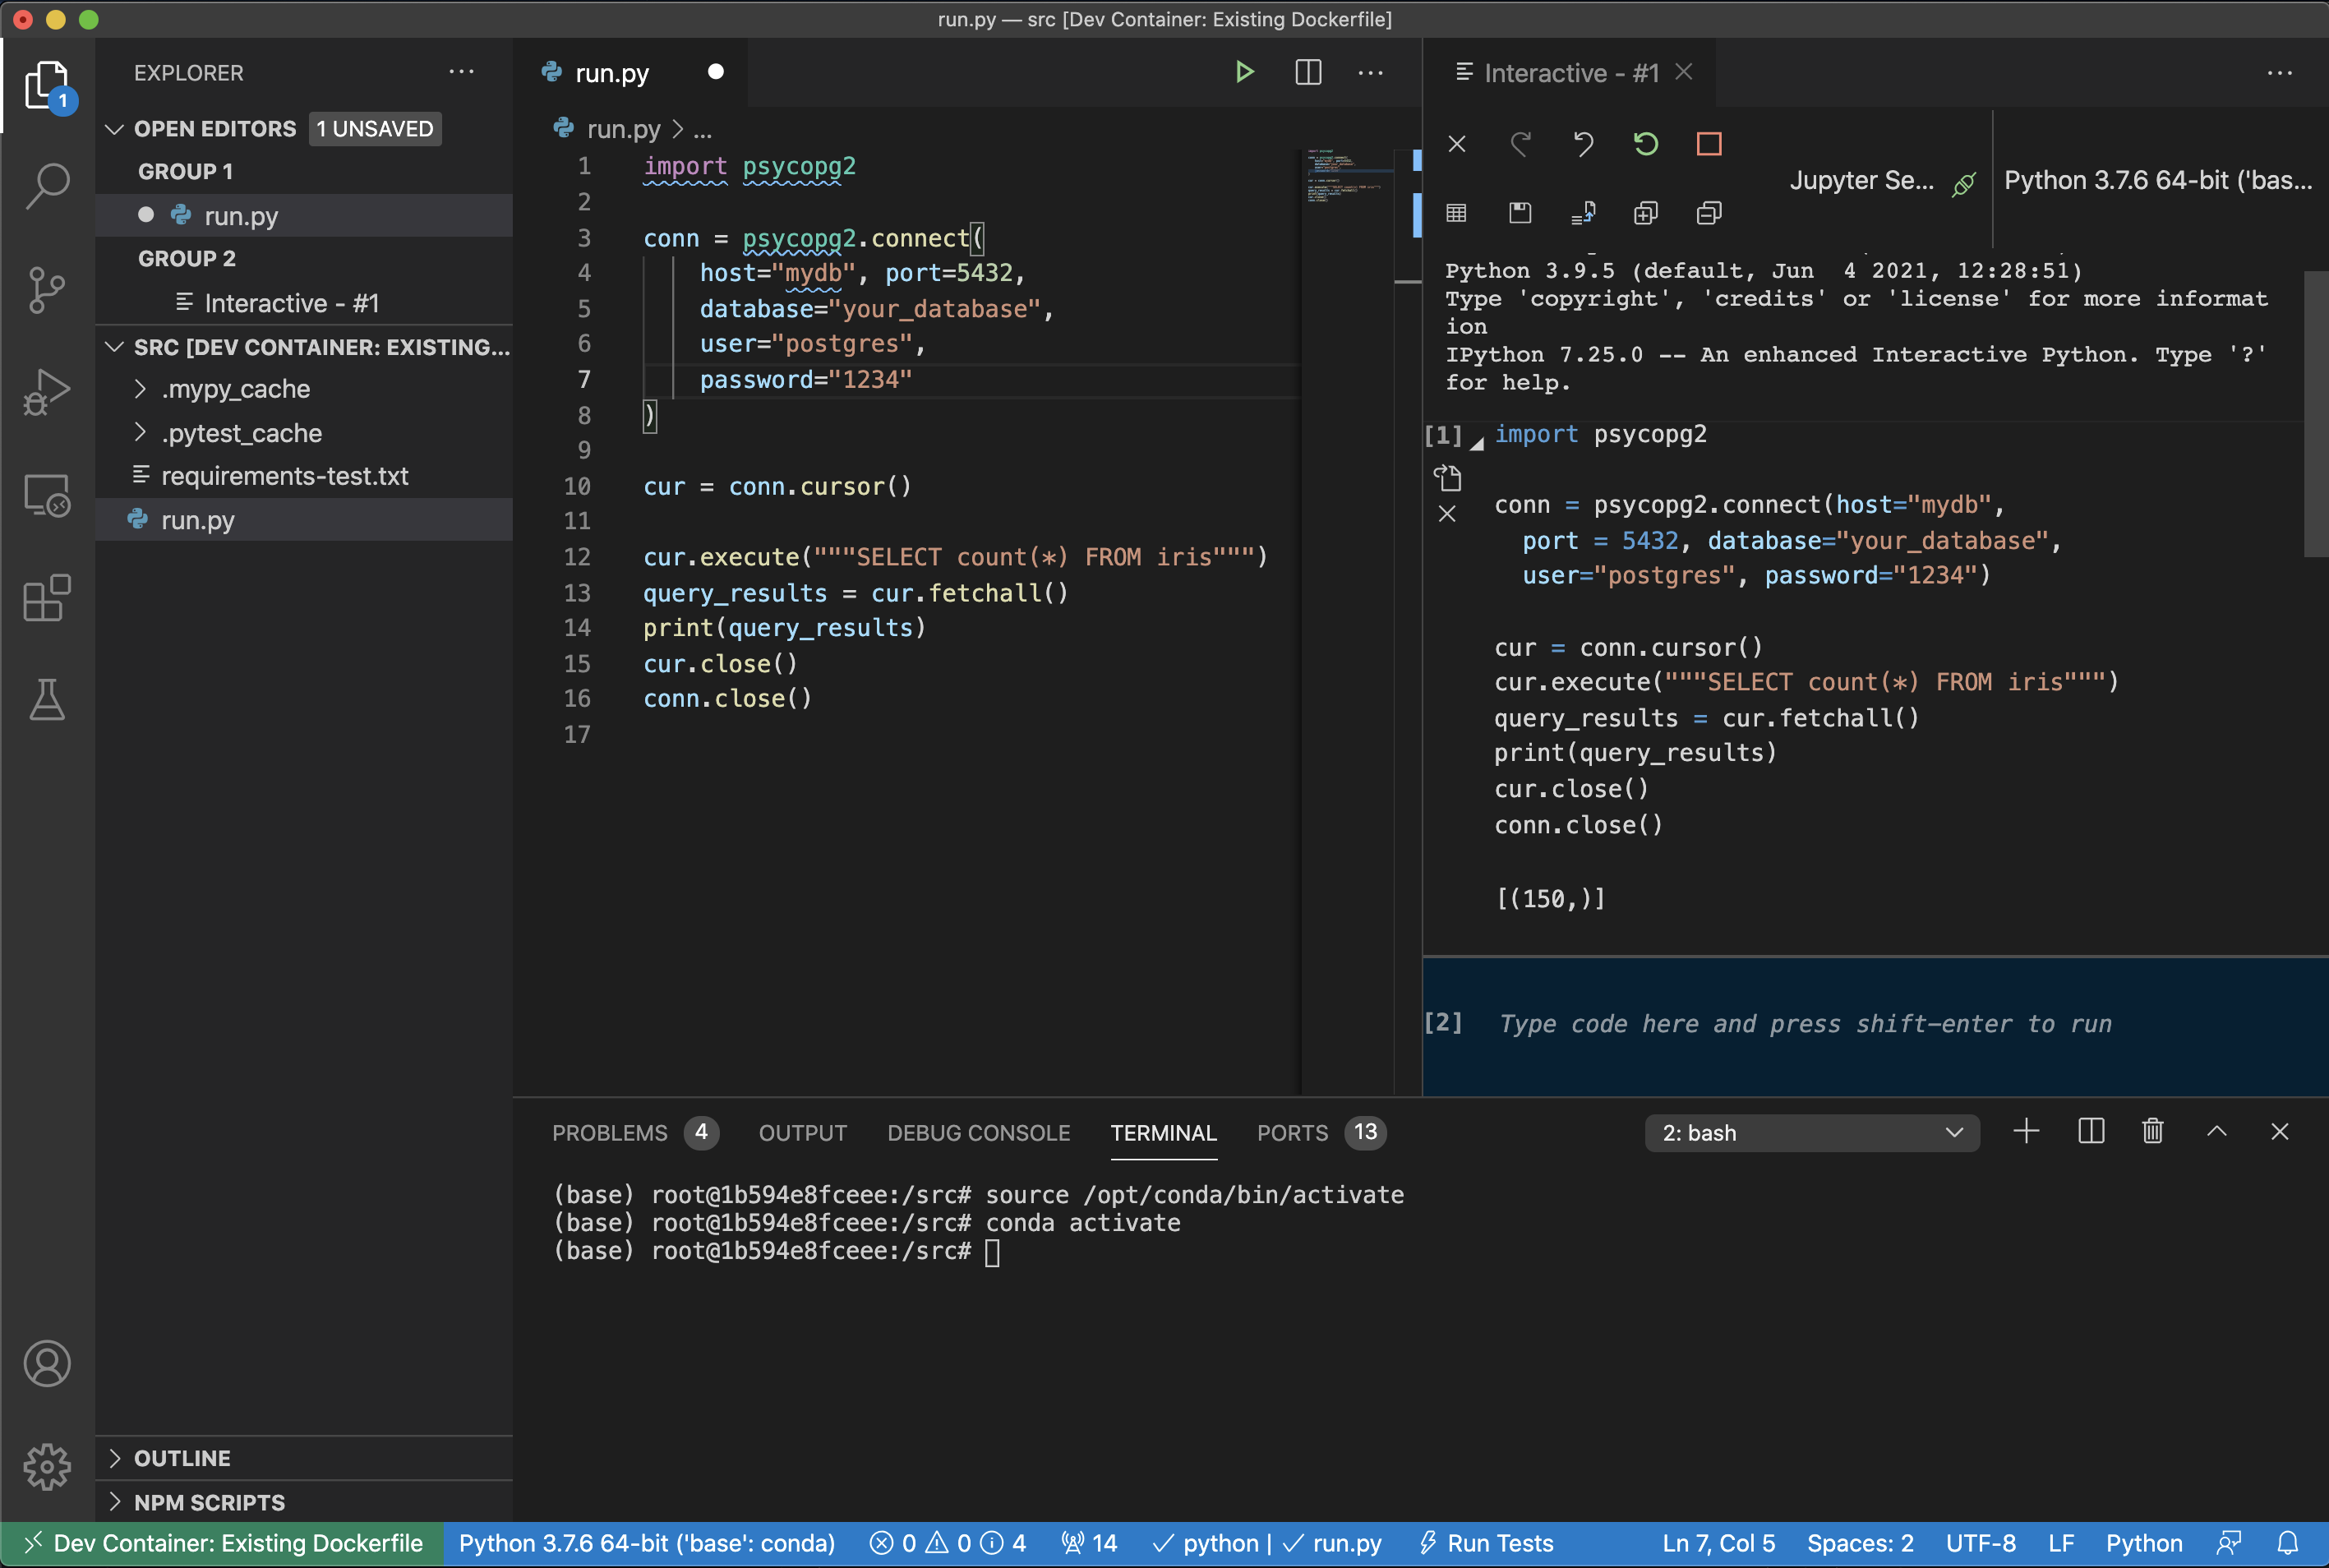 run.py — src [Dev Container: Existing Dockerfile]
1
EXPLORER
OPEN EDITORS 1 UNSAVED
GROUP 1
run.py
GROUP 2
Interactive - #1
SRC [DEV CONTAINER: EXISTING...
.mypy_cache
.pytest_cache
requirements-test.txt
run.py
OUTLINE
NPM SCRIPTS
run.py
run.py > ...
1 import psycopg2
2
3 conn = psycopg2.connect(
4 host="mydb", port=5432,
5 database="your_database",
6 user="postgres",
7 password="1234"
8 )
9
10 cur = conn.cursor()
11
12 cur.execute("""SELECT count(*) FROM iris""")
13 query_results = cur.fetchall()
14 print(query_results)
15 cur.close()
16 conn.close()
17
Interactive - #1
Jupyter Se...
Python 3.7.6 64-bit ('bas...
Python 3.9.5 (default, Jun  4 2021, 12:28:51)
Type 'copyright', 'credits' or 'license' for more informat
ion
IPython 7.25.0 -- An enhanced Interactive Python. Type '?'
for help.
[1] import psycopg2
conn = psycopg2.connect(host="mydb",
port = 5432, database="your_database",
user="postgres", password="1234")
cur = conn.cursor()
cur.execute("""SELECT count(*) FROM iris""")
query_results = cur.fetchall()
print(query_results)
cur.close()
conn.close()
[(150,)]
[2] Type code here and press shift-enter to run
PROBLEMS 4 OUTPUT DEBUG CONSOLE TERMINAL PORTS 13
2: bash
(base) root@1b594e8fceee:/src# source /opt/conda/bin/activate
(base) root@1b594e8fceee:/src# conda activate
(base) root@1b594e8fceee:/src#
Dev Container: Existing Dockerfile Python 3.7.6 64-bit ('base': conda) 0 0 4 14 python | run.py Run Tests Ln 7, Col 5 Spaces: 2 UTF-8 LF Python